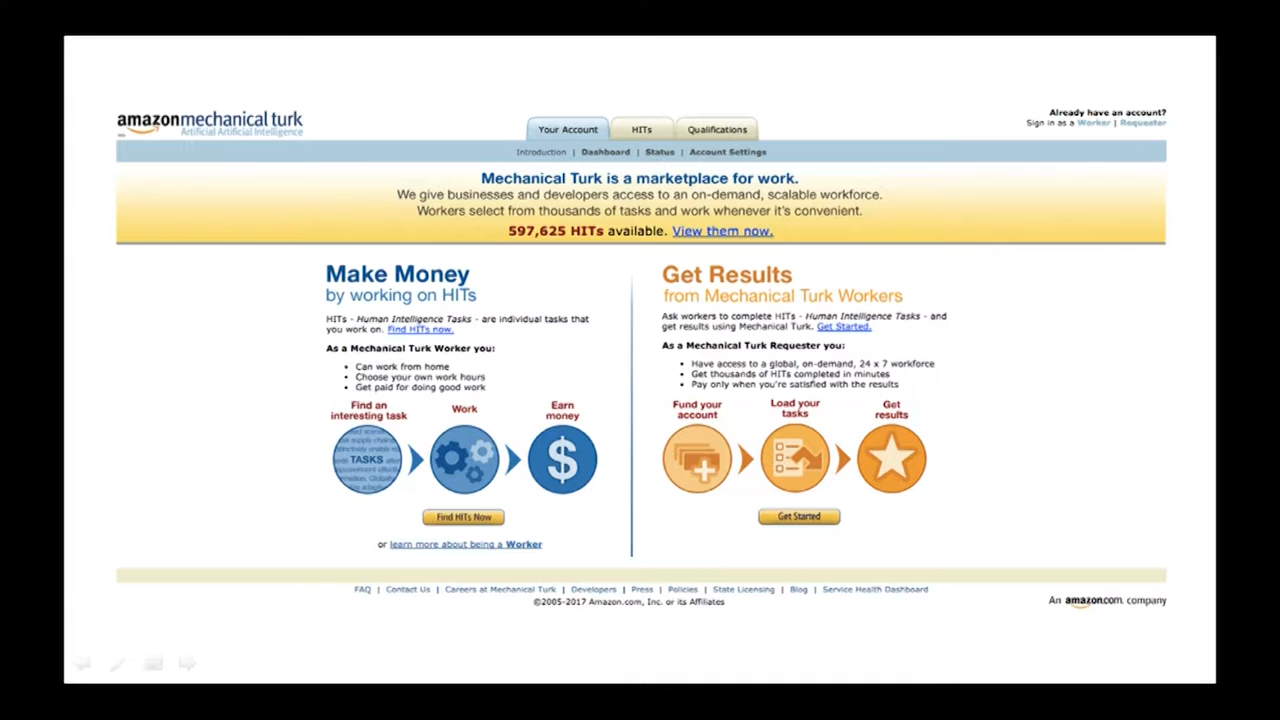 amazonmechanical turk
Artificial Artificial Intelligence
Your Account
HITs
Qualifications
Already have an account?
Sign in as a Worker | Requester
Introduction | Dashboard | Status | Account Settings
Mechanical Turk is a marketplace for work.
We give businesses and developers access to an on-demand, scalable workforce.
Workers select from thousands of tasks and work whenever it's convenient.
597,625 HITs available. View them now.
Make Money
by working on HITs
HITs - Human Intelligence Tasks - are individual tasks that
you work on. Find HITs now.
As a Mechanical Turk Worker you:
• Can work from home
• Choose your own work hours
• Get paid for doing good work
Find an
interesting task
Work
Earn
money
TASKS
$
Find HITs Now
or learn more about being a Worker
Get Results
from Mechanical Turk Workers
Ask workers to complete HITs - Human Intelligence Tasks - and
get results using Mechanical Turk. Get Started.
As a Mechanical Turk Requester you:
• Have access to a global, on-demand, 24 x 7 workforce
• Get thousands of HITs completed in minutes
• Pay only when you're satisfied with the results
Fund your
account
Load your
tasks
Get
results
Get Started
FAQ | Contact Us | Careers at Mechanical Turk | Developers | Press | Policies | State Licensing | Blog | Service Health Dashboard
©2005-2017 Amazon.com, Inc. or its Affiliates
An amazon.com. company